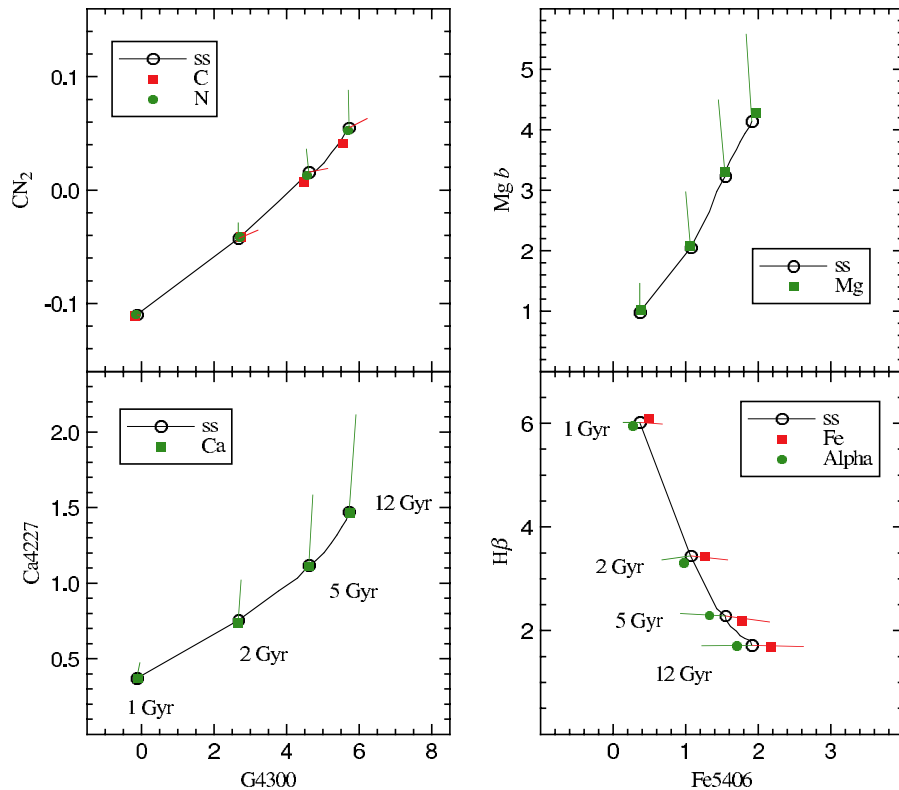 ss
C
N
0.1
0.0
-0.1
CN2
5
4
3
2
1
Mg b
ss
Mg
2.0
1.5
1.0
0.5
Ca4227
ss
Ca
12 Gyr
5 Gyr
2 Gyr
1 Gyr
0
2
4
6
8
G4300
6
4
2
Hβ
ss
Fe
Alpha
1 Gyr
2 Gyr
5 Gyr
12 Gyr
0
1
2
3
Fe5406